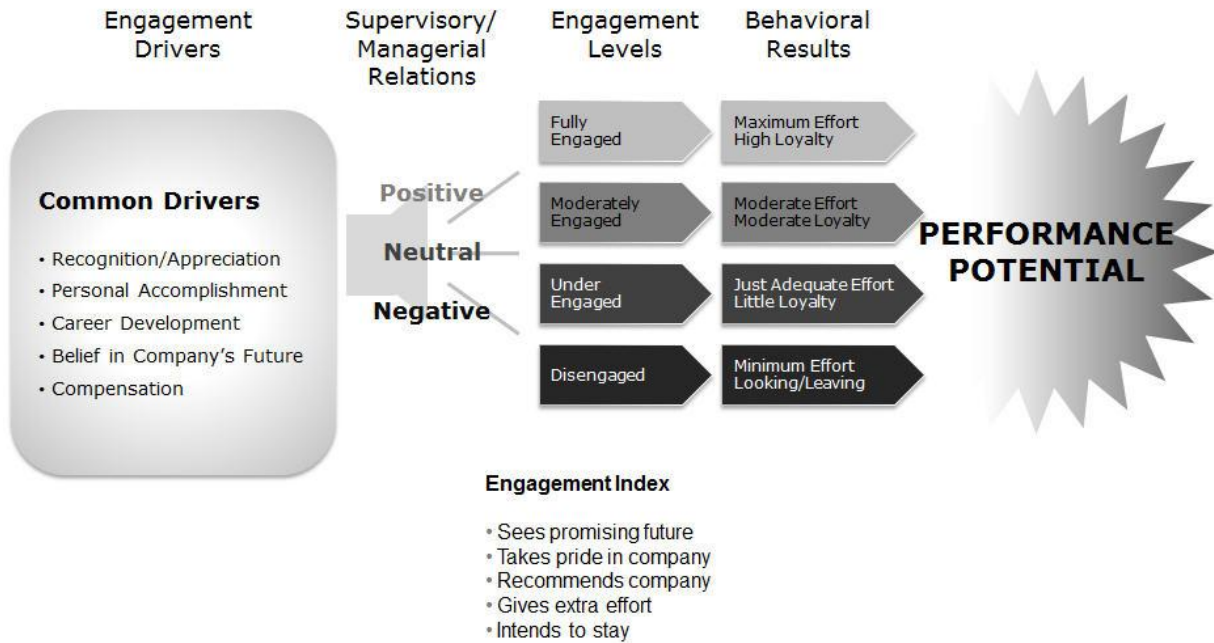 Engagement
Drivers
Supervisory/
Managerial
Relations
Engagement
Levels
Behavioral
Results
Common Drivers
• Recognition/Appreciation
• Personal Accomplishment
• Career Development
• Belief in Company's Future
• Compensation
Positive
Neutral
Negative
Fully
Engaged
Maximum Effort
High Loyalty
Moderately
Engaged
Moderate Effort
Moderate Loyalty
Under
Engaged
Just Adequate Effort
Little Loyalty
Disengaged
Minimum Effort
Looking/Leaving
PERFORMANCE
POTENTIAL
Engagement Index
• Sees promising future
• Takes pride in company
• Recommends company
• Gives extra effort
• Intends to stay